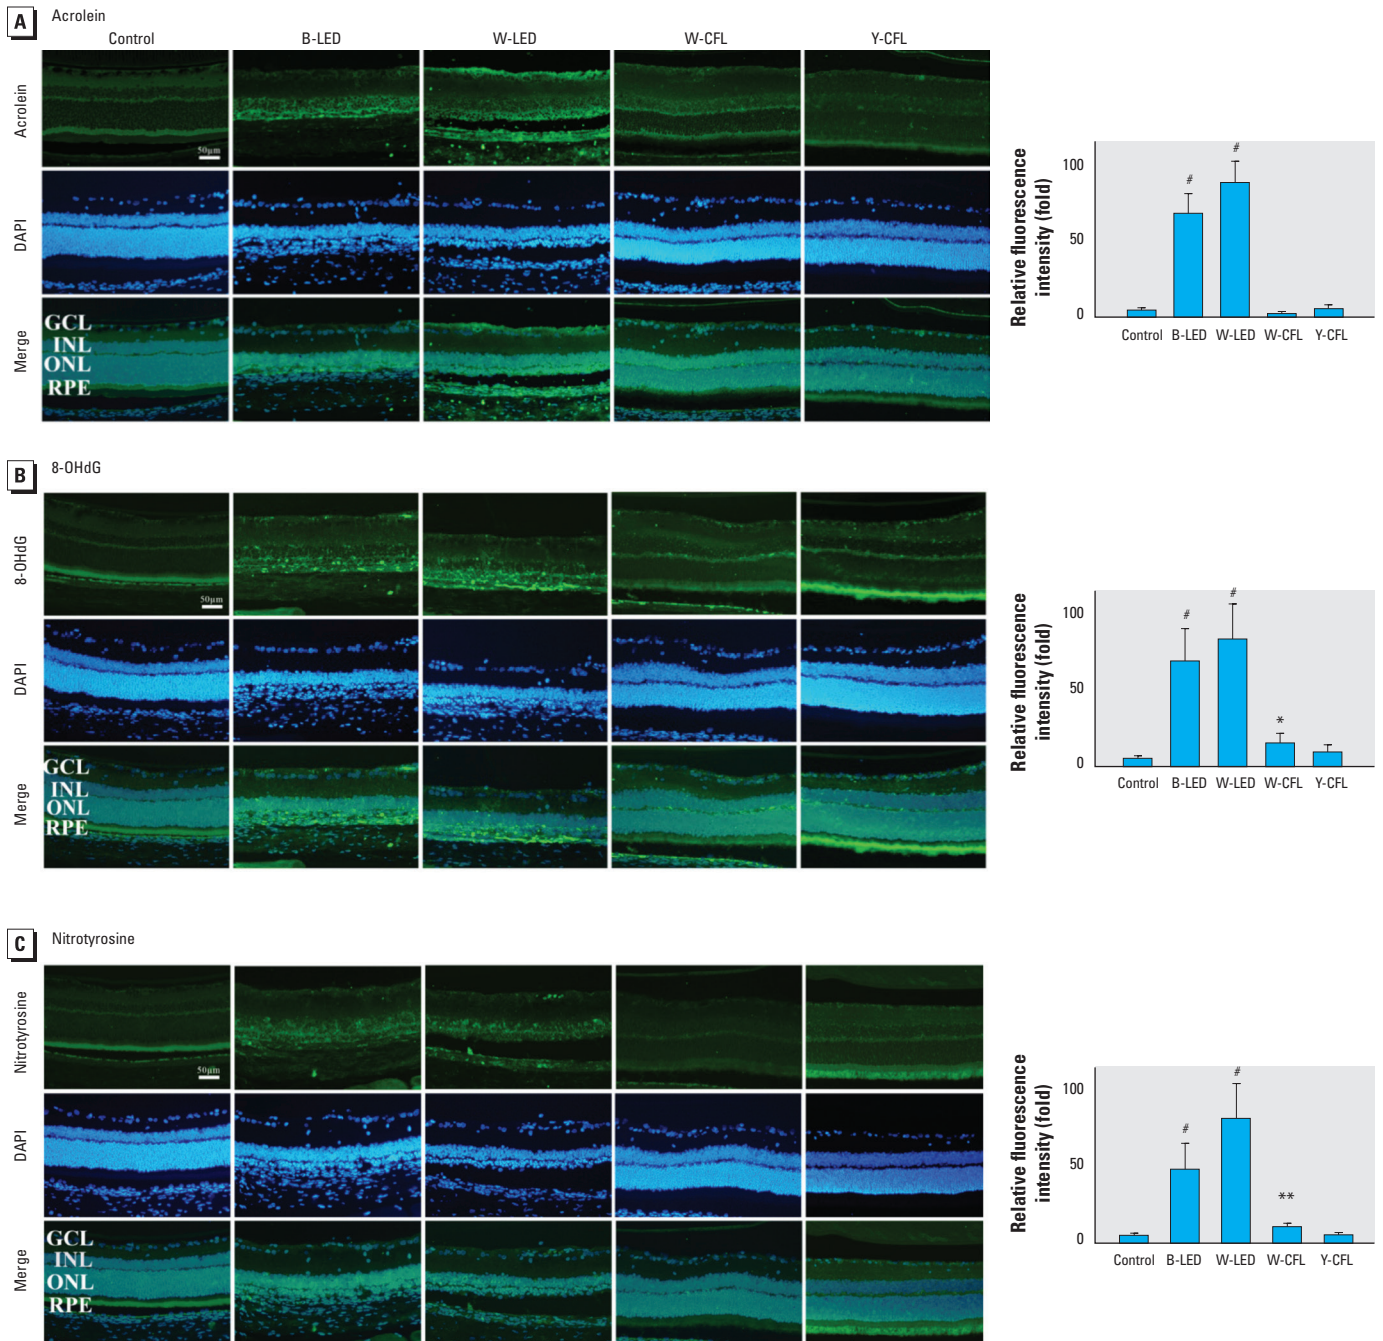 A Acrolein
Control B-LED W-LED W-CFL Y-CFL
Acrolein
50μm
DAPI
Merge
GCL
INL
ONL
RPE
Relative fluorescence
intensity (fold)
100
50
0
# #
Control B-LED W-LED W-CFL Y-CFL
B 8-OHdG
8-OHdG
50μm
DAPI
Merge
GCL
INL
ONL
RPE
Relative fluorescence
intensity (fold)
100
50
0
# # *
Control B-LED W-LED W-CFL Y-CFL
C Nitrotyrosine
Nitrotyrosine
50μm
DAPI
Merge
GCL
INL
ONL
RPE
Relative fluorescence
intensity (fold)
100
50
0
# # **
Control B-LED W-LED W-CFL Y-CFL